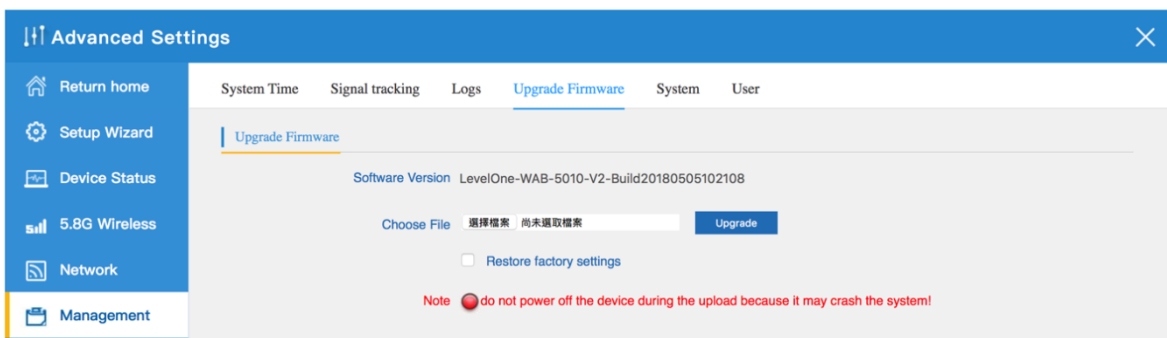 Advanced Settings
Return home
System Time Signal tracking Logs Upgrade Firmware System User
Setup Wizard
Upgrade Firmware
Device Status
Software Version LevelOne-WAB-5010-V2-Build20180505102108
5.8G Wireless
Choose File 選擇檔案 尚未選取檔案 Upgrade
Restore factory settings
Network
Note do not power off the device during the upload because it may crash the system!
Management